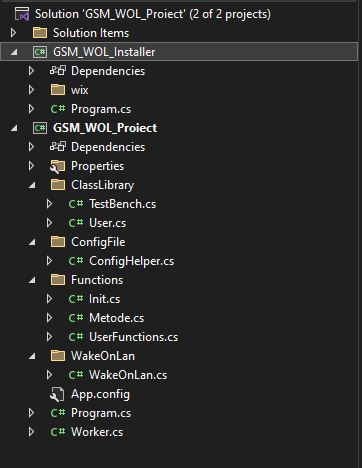 Solution 'GSM_WOL_Proiect' (2 of 2 projects)
Solution Items
C# GSM_WOL_Installer
Dependencies
wix
C# Program.cs
C# GSM_WOL_Proiect
Dependencies
Properties
ClassLibrary
C# TestBench.cs
C# User.cs
ConfigFile
C# ConfigHelper.cs
Functions
C# Init.cs
C# Metode.cs
C# UserFunctions.cs
WakeOnLan
C# WakeOnLan.cs
App.config
C# Program.cs
C# Worker.cs